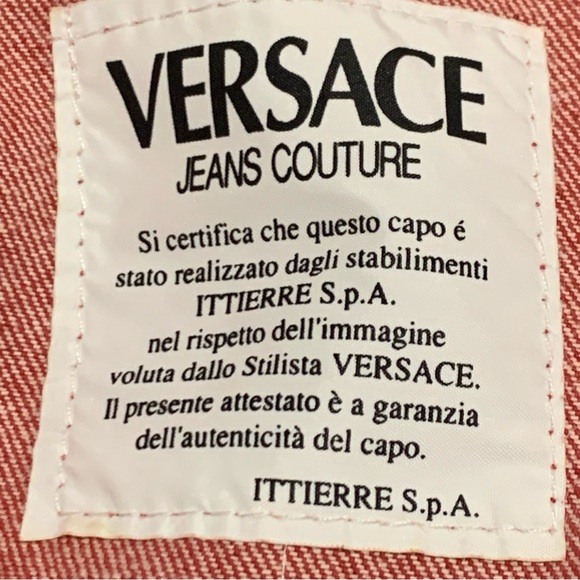 VERSACE
JEANS COUTURE
Si certifica che questo capo é
stato realizzato dagli stabilimenti
ITTIERRE S.p.A.
nel rispetto dell'immagine
voluta dallo Stilista VERSACE.
Il presente attestato è a garanzia
dell'autenticità del capo.
ITTIERRE S.p.A.